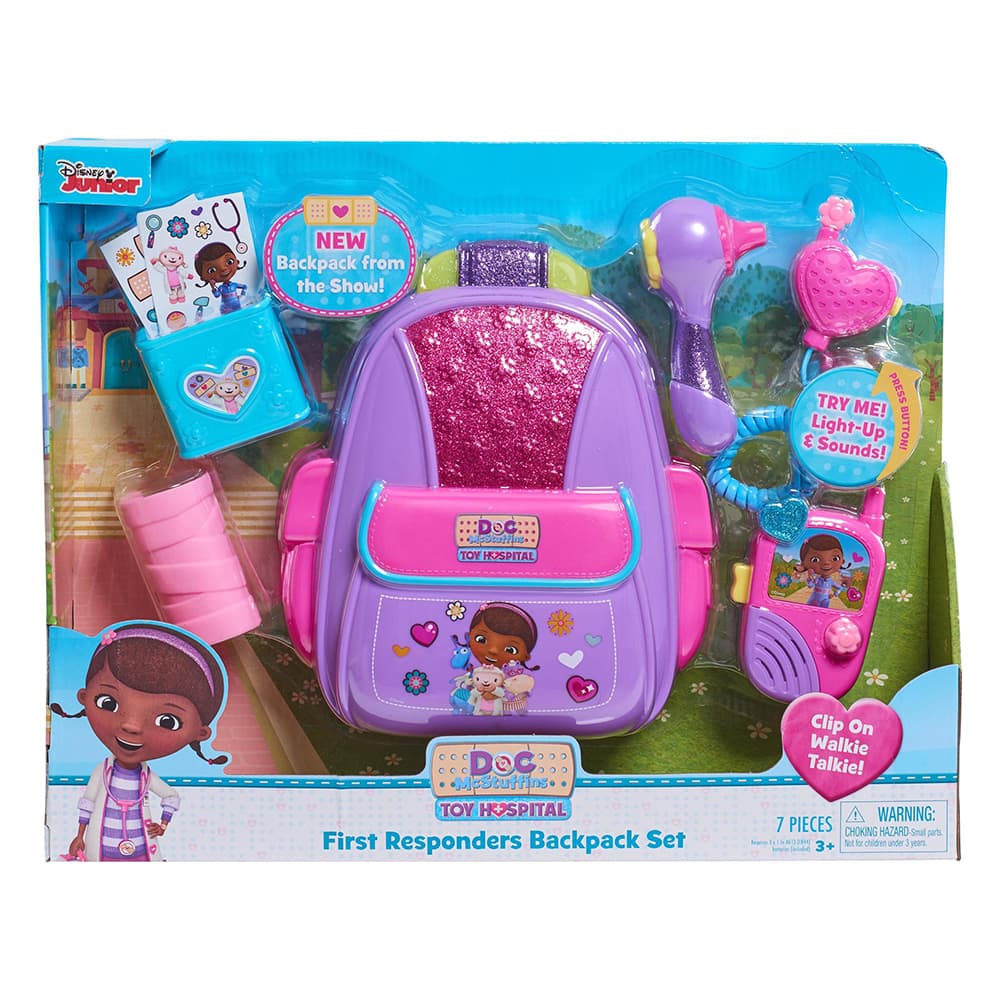 Disney
Junior
NEW
Backpack from
the Show!
TRY ME!
Light-Up
& Sounds!
PRESS BUTTON!
DOC
McStuffins
TOY HOSPITAL
Clip On
Walkie
Talkie!
DOC
McStuffins
TOY HOSPITAL
First Responders Backpack Set
7 PIECES
3+
WARNING:
CHOKING HAZARD-Small parts.
Not for children under 3 years.